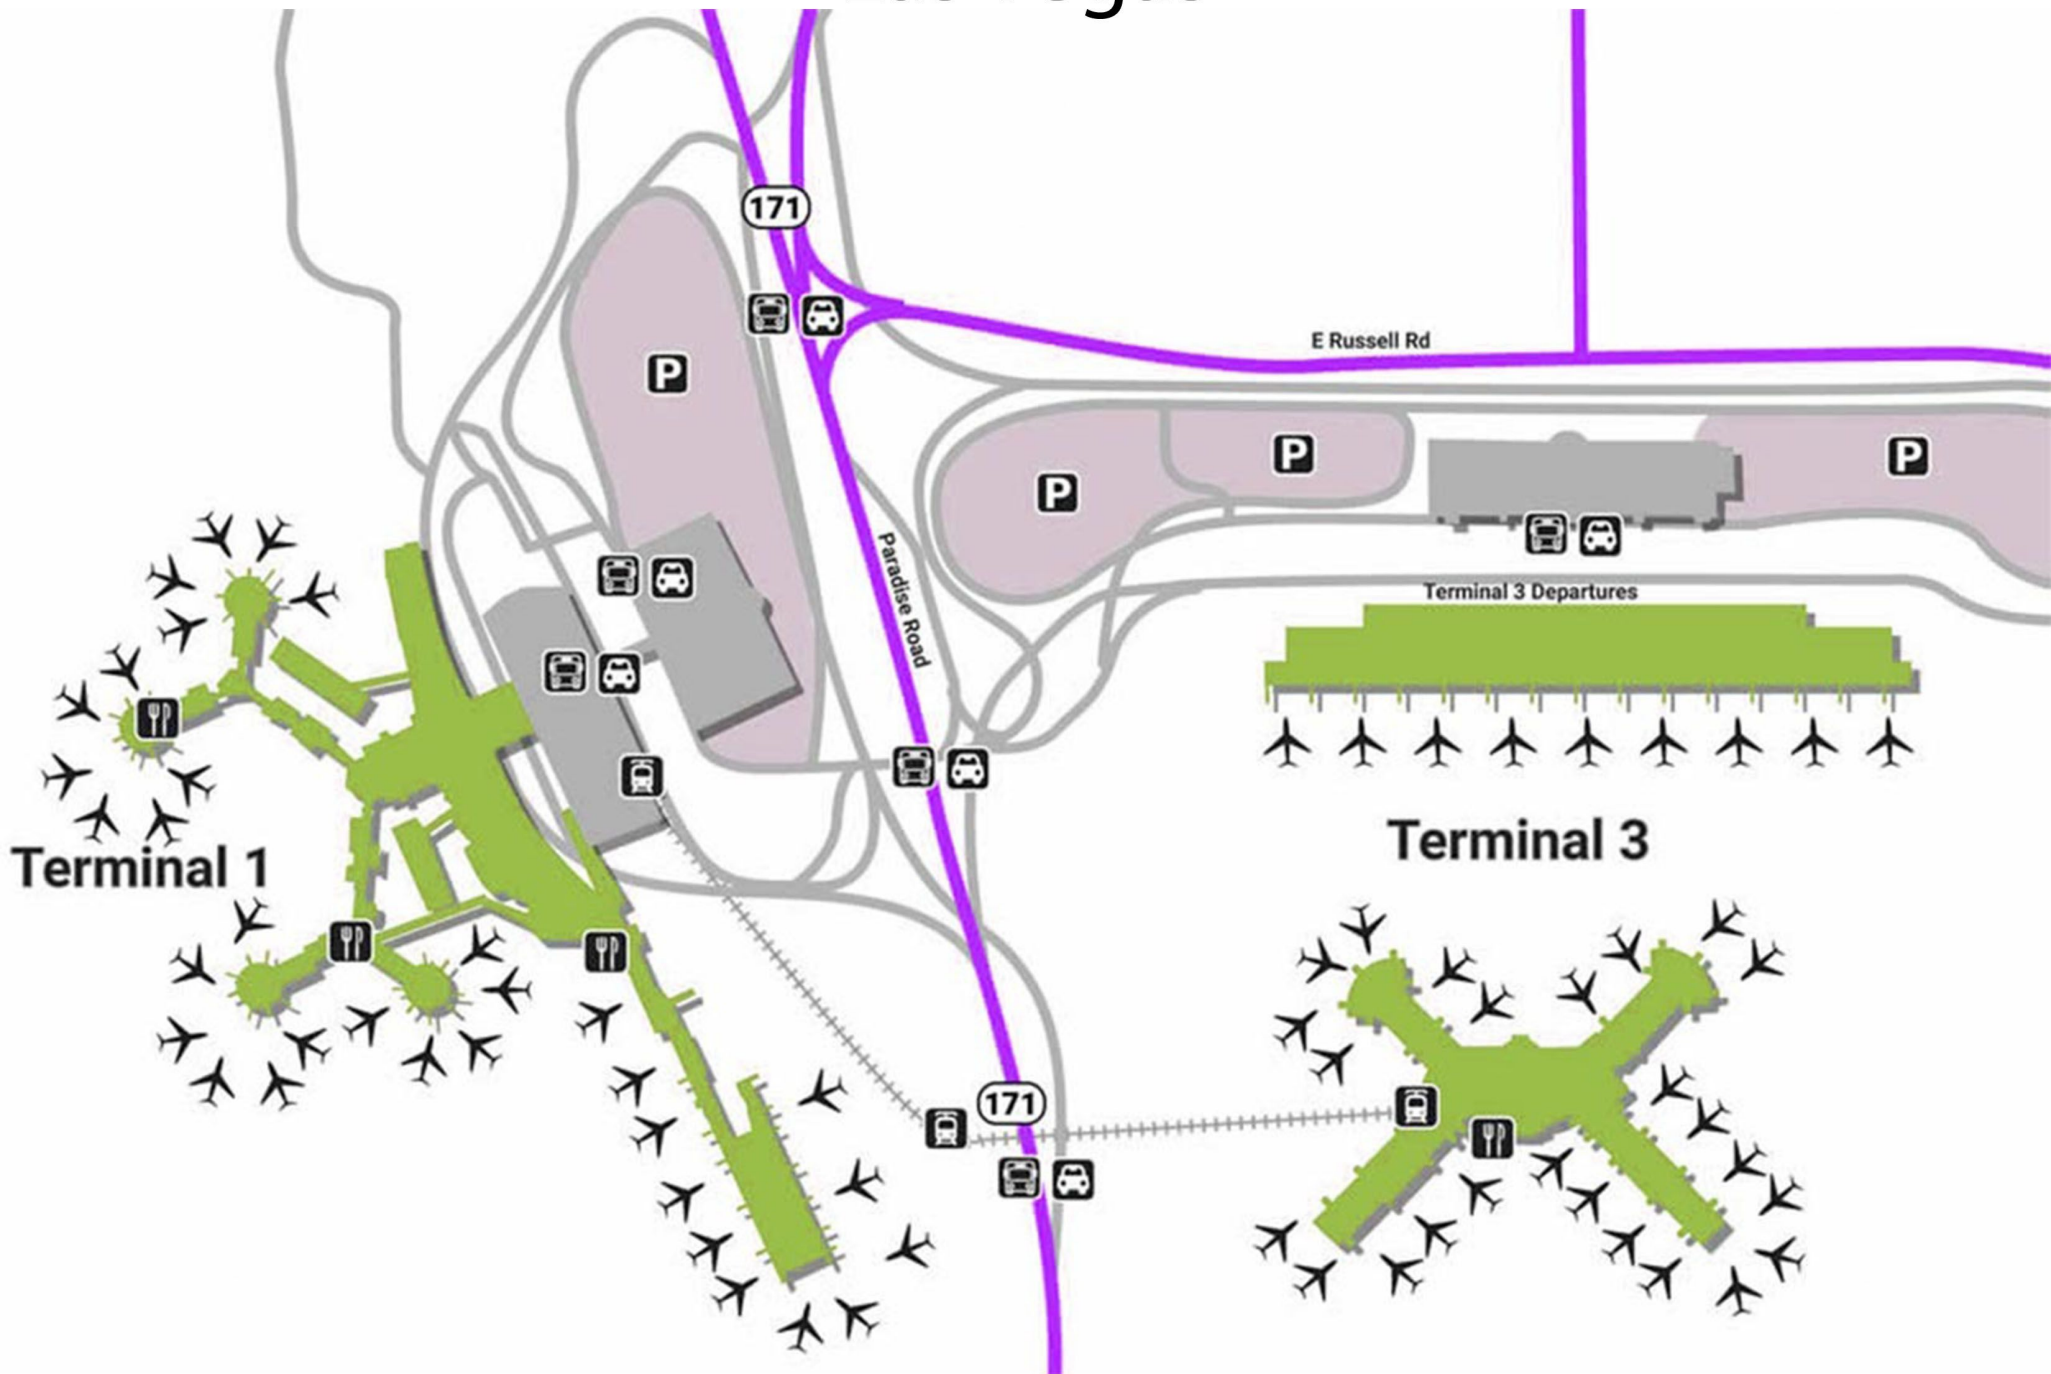 171
P
E Russell Rd
P
P
P
Paradise Road
Terminal 3 Departures
Terminal 1
Terminal 3
171